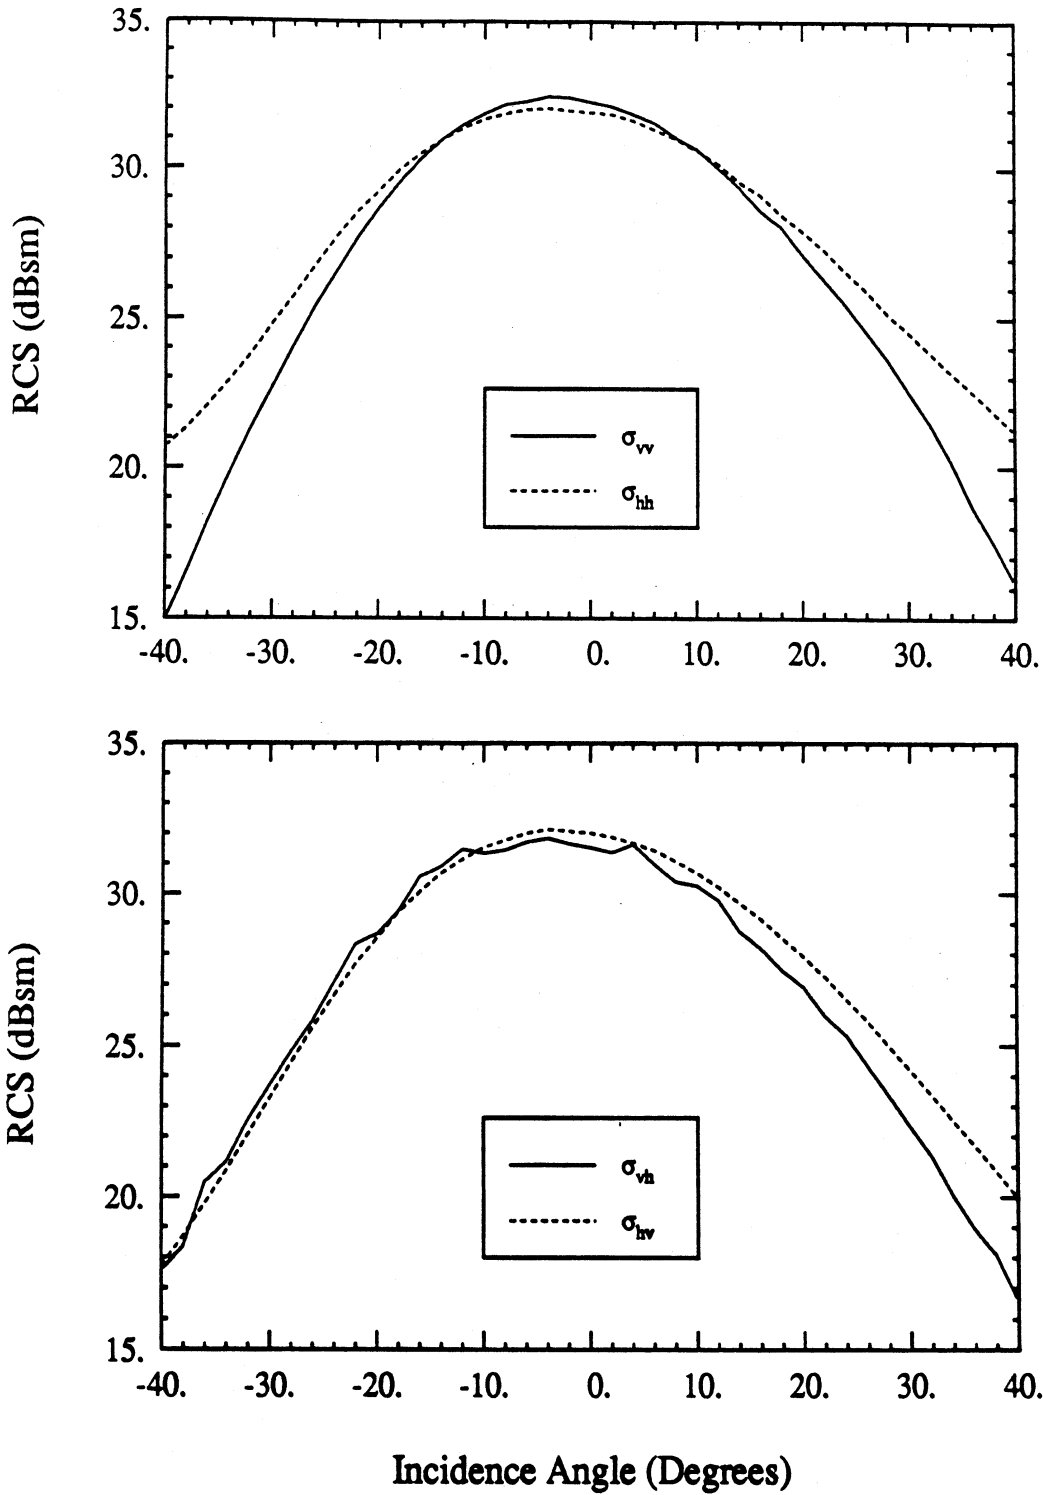 35.
30.
25.
20.
15.
RCS (dBsm)
σvv
σhh
-40. -30. -20. -10. 0. 10. 20. 30. 40.
35.
30.
25.
20.
15.
RCS (dBsm)
σvh
σhv
-40. -30. -20. -10. 0. 10. 20. 30. 40.
Incidence Angle (Degrees)